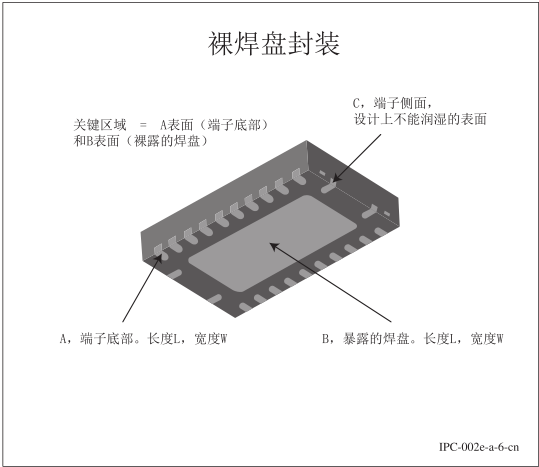 裸焊盘封装
关键区域 = A表面（端子底部）
和B表面（裸露的焊盘）
C，端子侧面，
设计上不能润湿的表面
A，端子底部。长度L，宽度W
B，暴露的焊盘。长度L，宽度W
IPC-002e-a-6-cn